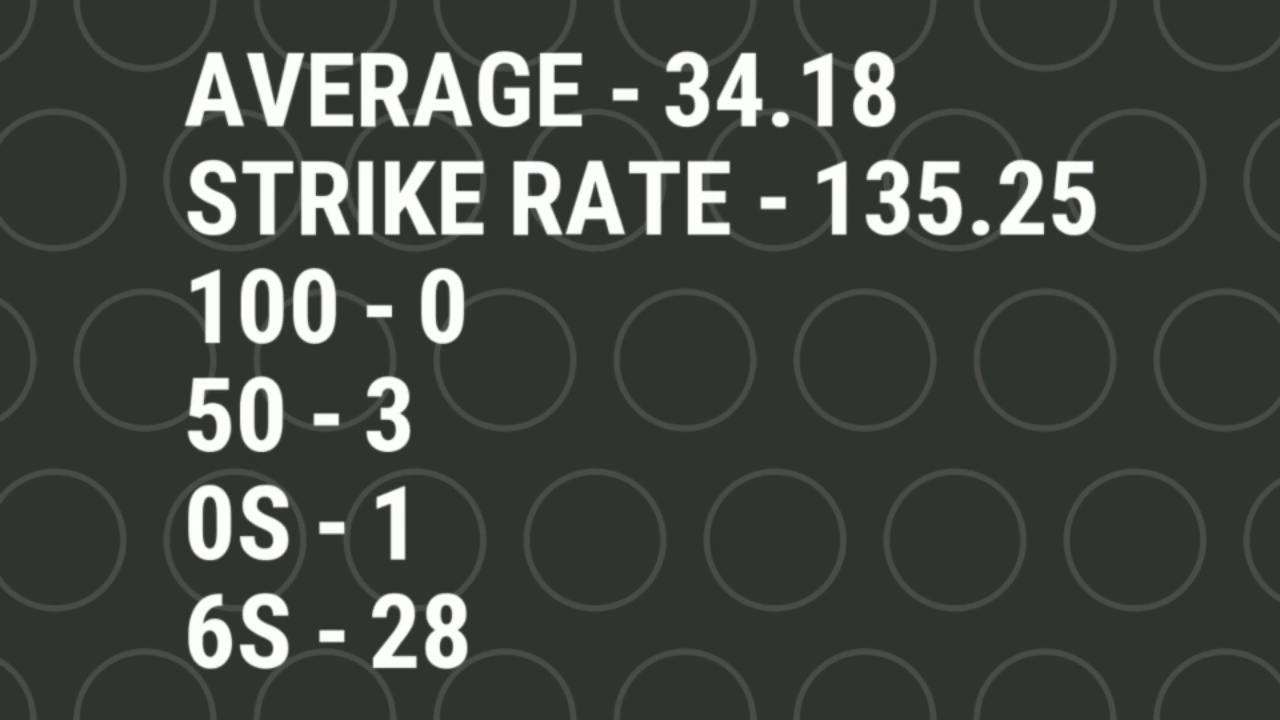 AVERAGE - 34.18
STRIKE RATE - 135.25
100 - 0
50 - 3
0S - 1
6S - 28